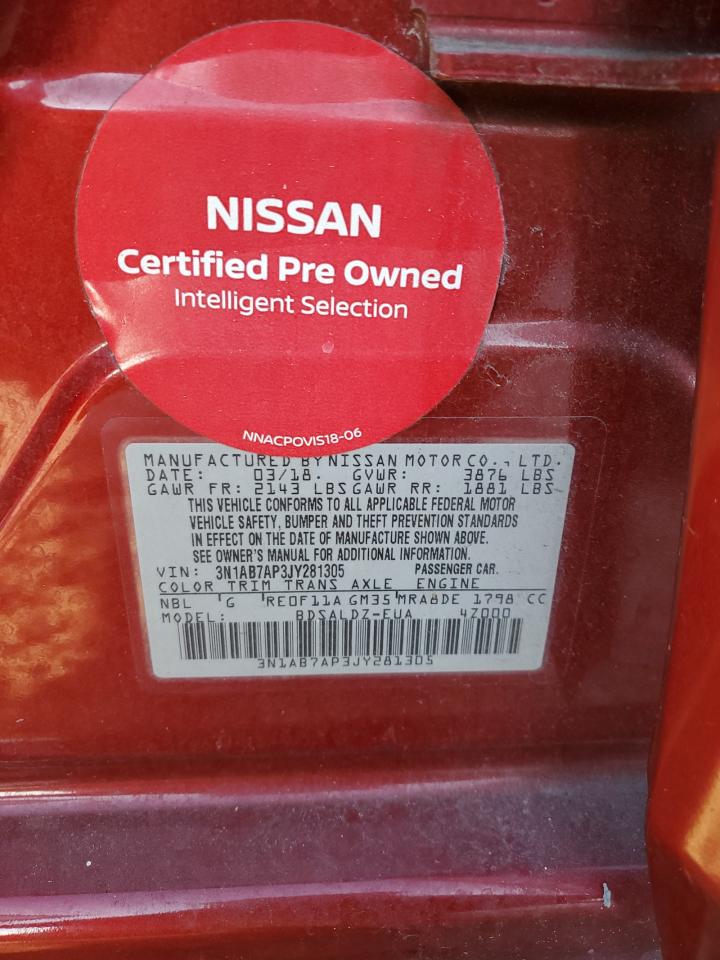 NISSAN
Certified Pre Owned
Intelligent Selection
NNACPOVIS18-06
MANUFACTURED BY NISSAN MOTOR CO., LTD.
DATE: 03/18. GVWR: 3876 LBS
GAWR FR: 2143 LBS GAWR RR: 1881 LBS
THIS VEHICLE CONFORMS TO ALL APPLICABLE FEDERAL MOTOR
VEHICLE SAFETY, BUMPER AND THEFT PREVENTION STANDARDS
IN EFFECT ON THE DATE OF MANUFACTURE SHOWN ABOVE.
SEE OWNER'S MANUAL FOR ADDITIONAL INFORMATION.
VIN: 3N1AB7AP3JY281305 PASSENGER CAR.
COLOR TRIM TRANS AXLE ENGINE
NBL G RE0F11A GM35 MRA8DE 1798 CC
MODEL: BDSALDZ-EUA 4Z000
3N1AB7AP3JY281305